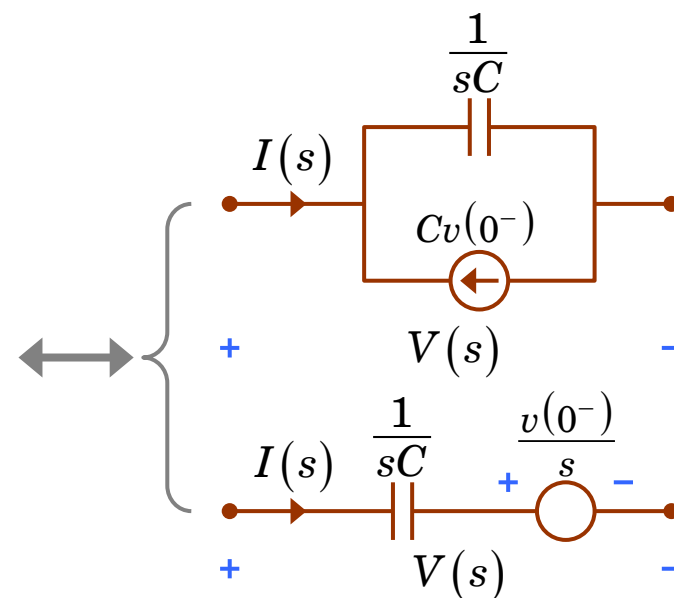 1
sC
I(s)
Cv(0⁻)
+ V(s) −
1
sC
v(0⁻)
s
I(s)
+ −
+ V(s) −